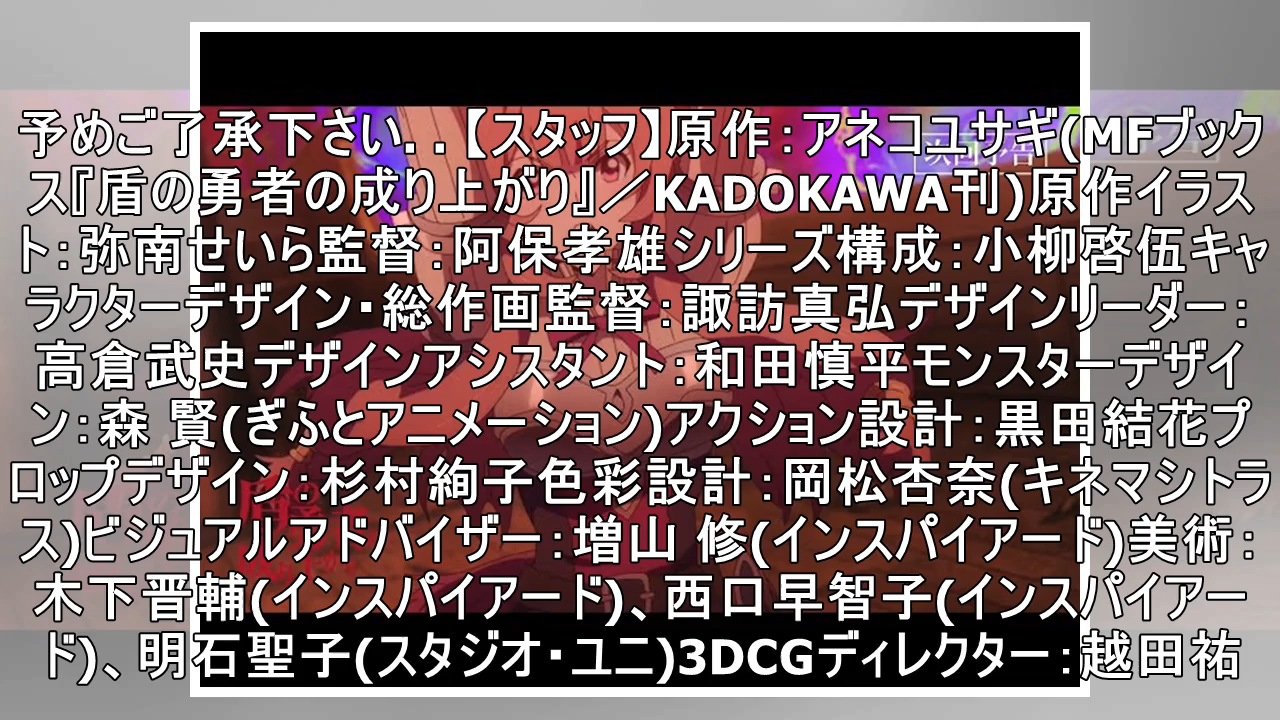 予めご了承下さい. .【スタッフ】原作：アネコユサギ(MFブック
ス『盾の勇者の成り上がり』／KADOKAWA刊)原作イラス
ト：弥南せいら監督：阿保孝雄シリーズ構成：小柳啓伍キャ
ラクターデザイン・総作画監督：諏訪真弘デザインリーダー：
高倉武史デザインアシスタント：和田慎平モンスターデザイ
ン：森 賢(ぎふとアニメーション)アクション設計：黒田結花プ
ロップデザイン：杉村絢子色彩設計：岡松杏奈(キネマシトラ
ス)ビジュアルアドバイザー：増山 修(インスパイアード)美術：
木下晋輔(インスパイアード)、西口早智子(インスパイアー
ド)、明石聖子(スタジオ・ユニ)3DCGディレクター：越田祐
次回予告